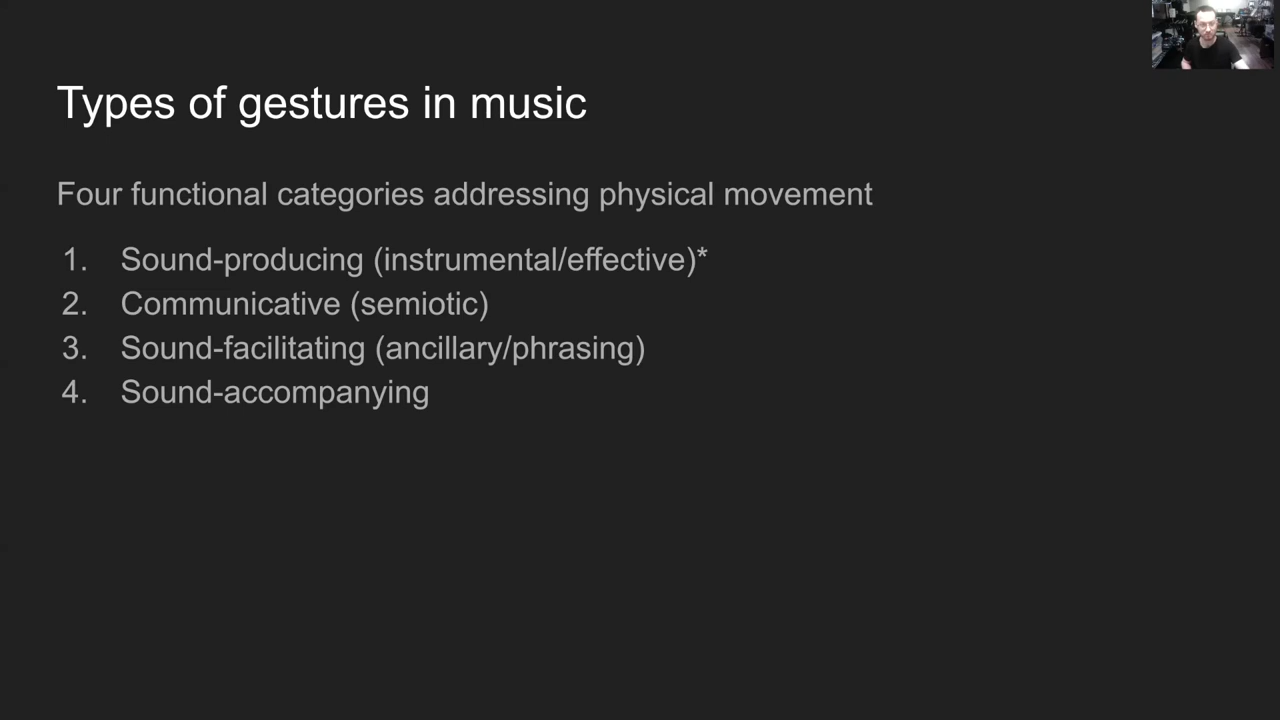 Types of gestures in music
Four functional categories addressing physical movement
1. Sound-producing (instrumental/effective)*
2. Communicative (semiotic)
3. Sound-facilitating (ancillary/phrasing)
4. Sound-accompanying